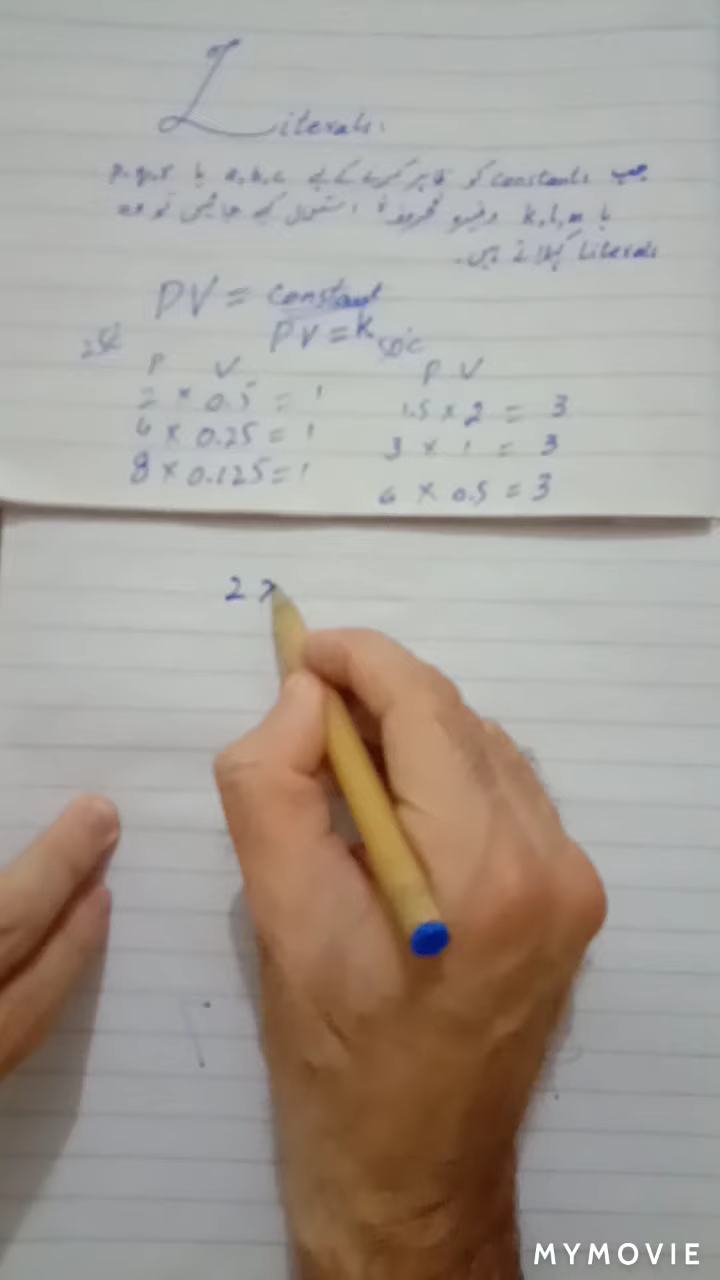 Literals:
جب constants کو ظاہر کرنے کے لیے a,b,c یا p,q,r
یا k,l,m وغیرہ حروف استعمال کیے جائیں تو وہ
Literals کہلاتے ہیں۔
PV = constant
PV = K
P V
2 × 0.5 = 1
× 0.25 = 1
8 × 0.125 = 1
P V
1.5 × 2 = 3
3 × 1 = 3
6 × 0.5 = 3
2 x
MYMOVIE